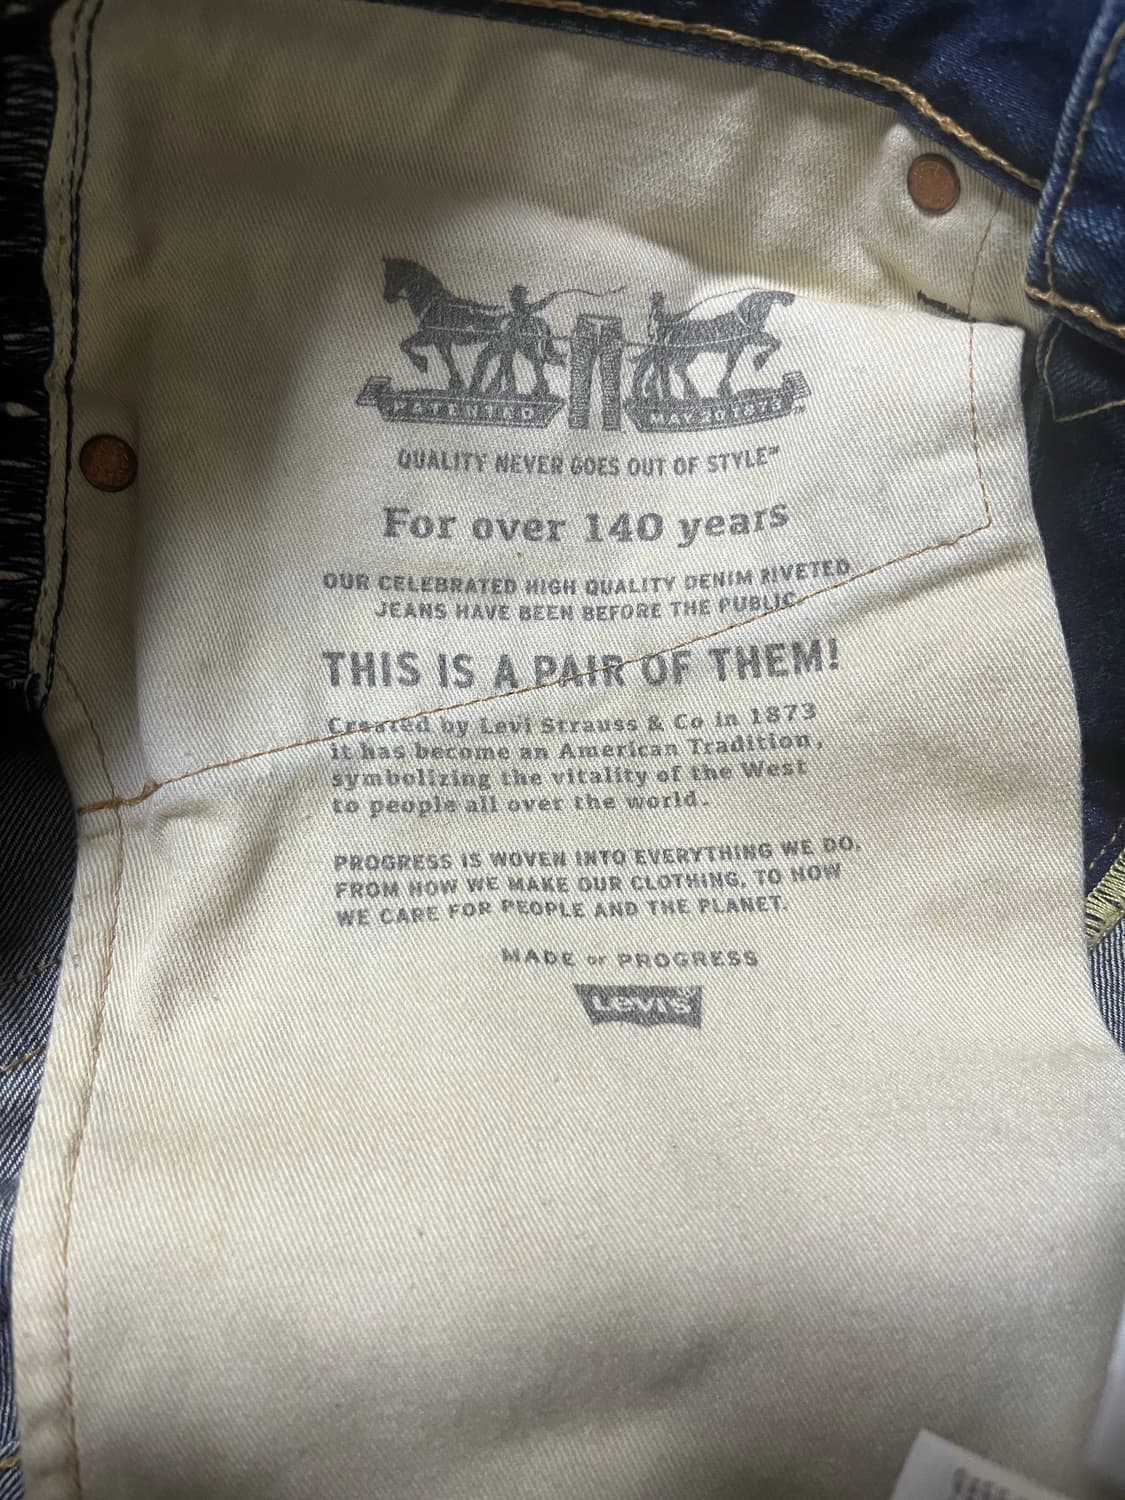 PATENTED MAY 20 1873 ™
QUALITY NEVER GOES OUT OF STYLE™
For over 140 years
OUR CELEBRATED HIGH QUALITY DENIM RIVETED
JEANS HAVE BEEN BEFORE THE PUBLIC
THIS IS A PAIR OF THEM!
Created by Levi Strauss & Co in 1873
it has become an American Tradition,
symbolizing the vitality of the West
to people all over the world.
PROGRESS IS WOVEN INTO EVERYTHING WE DO,
FROM HOW WE MAKE OUR CLOTHING, TO HOW
WE CARE FOR PEOPLE AND THE PLANET.
MADE OF PROGRESS
LEVI'S